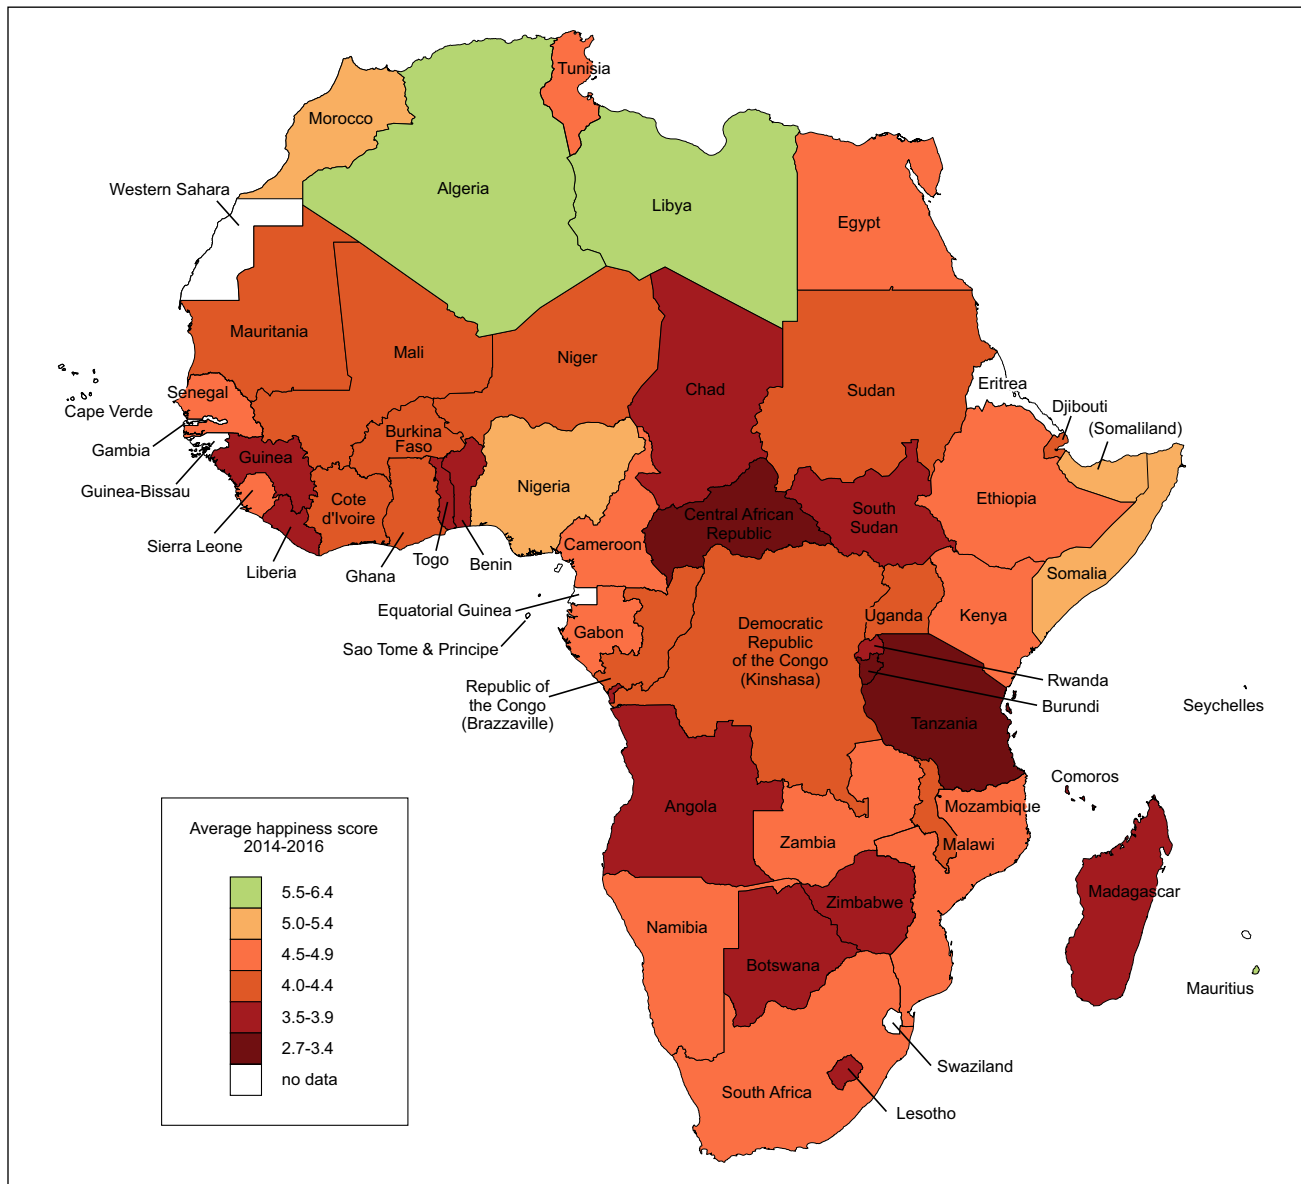 Tunisia
Morocco
Western Sahara
Algeria
Libya
Egypt
Mauritania
Mali
Niger
Chad
Sudan
Eritrea
Senegal
Cape Verde
Djibouti
(Somaliland)
Gambia
Burkina
Faso
Guinea
Guinea-Bissau
Nigeria
Cote
d'Ivoire
Central African
Republic
South
Sudan
Ethiopia
Sierra Leone
Liberia
Ghana
Togo
Benin
Cameroon
Somalia
Equatorial Guinea
Gabon
Sao Tome & Principe
Democratic
Republic
of the Congo
(Kinshasa)
Uganda
Kenya
Republic of
the Congo
(Brazzaville)
Rwanda
Burundi
Seychelles
Tanzania
Comoros
Angola
Mozambique
Zambia
Malawi
Madagascar
Zimbabwe
Namibia
Botswana
Mauritius
Swaziland
South Africa
Lesotho
Average happiness score
2014-2016
5.5-6.4
5.0-5.4
4.5-4.9
4.0-4.4
3.5-3.9
2.7-3.4
no data